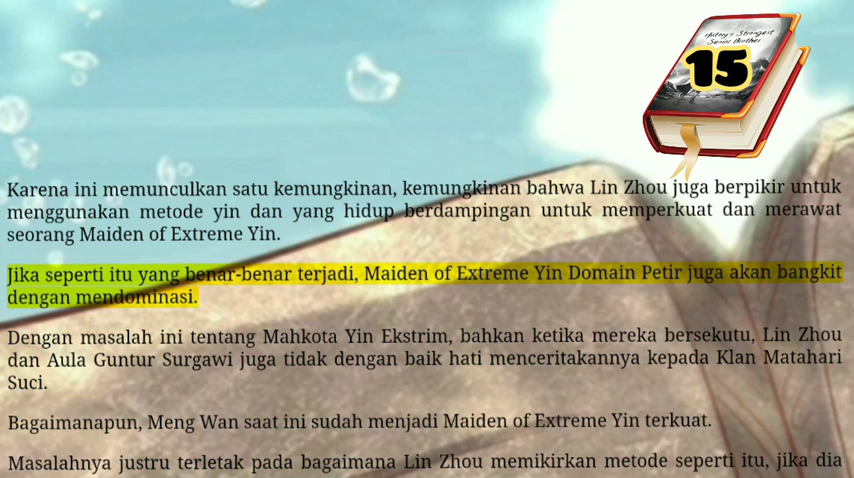 History's Strongest
Senior Brother
15
Karena ini memunculkan satu kemungkinan, kemungkinan bahwa Lin Zhou juga berpikir untuk
menggunakan metode yin dan yang hidup berdampingan untuk memperkuat dan merawat
seorang Maiden of Extreme Yin.
Jika seperti itu yang benar-benar terjadi, Maiden of Extreme Yin Domain Petir juga akan bangkit
dengan mendominasi.
Dengan masalah ini tentang Mahkota Yin Ekstrim, bahkan ketika mereka bersekutu, Lin Zhou
dan Aula Guntur Surgawi juga tidak dengan baik hati menceritakannya kepada Klan Matahari
Suci.
Bagaimanapun, Meng Wan saat ini sudah menjadi Maiden of Extreme Yin terkuat.
Masalahnya justru terletak pada bagaimana Lin Zhou memikirkan metode seperti itu, jika dia